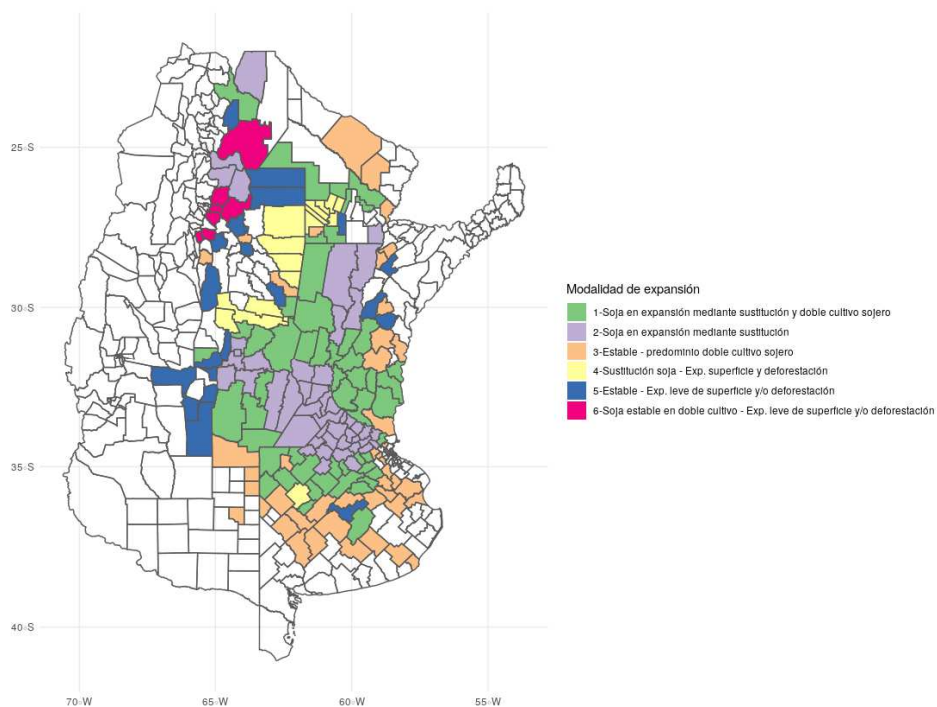 25◦S
30◦S
35◦S
40◦S
70◦W
65◦W
60◦W
55◦W
Modalidad de expansión
1-Soja en expansión mediante sustitución y doble cultivo sojero
2-Soja en expansión mediante sustitución
3-Estable - predominto doble cultivo sojero
4-Sustitución soja - Exp. superficie y deforestación
5-Estable - Exp. leve de superficie y/o deforestación
6-Soja estable en doble cultivo - Exp. leve de superficie y/o deforestación